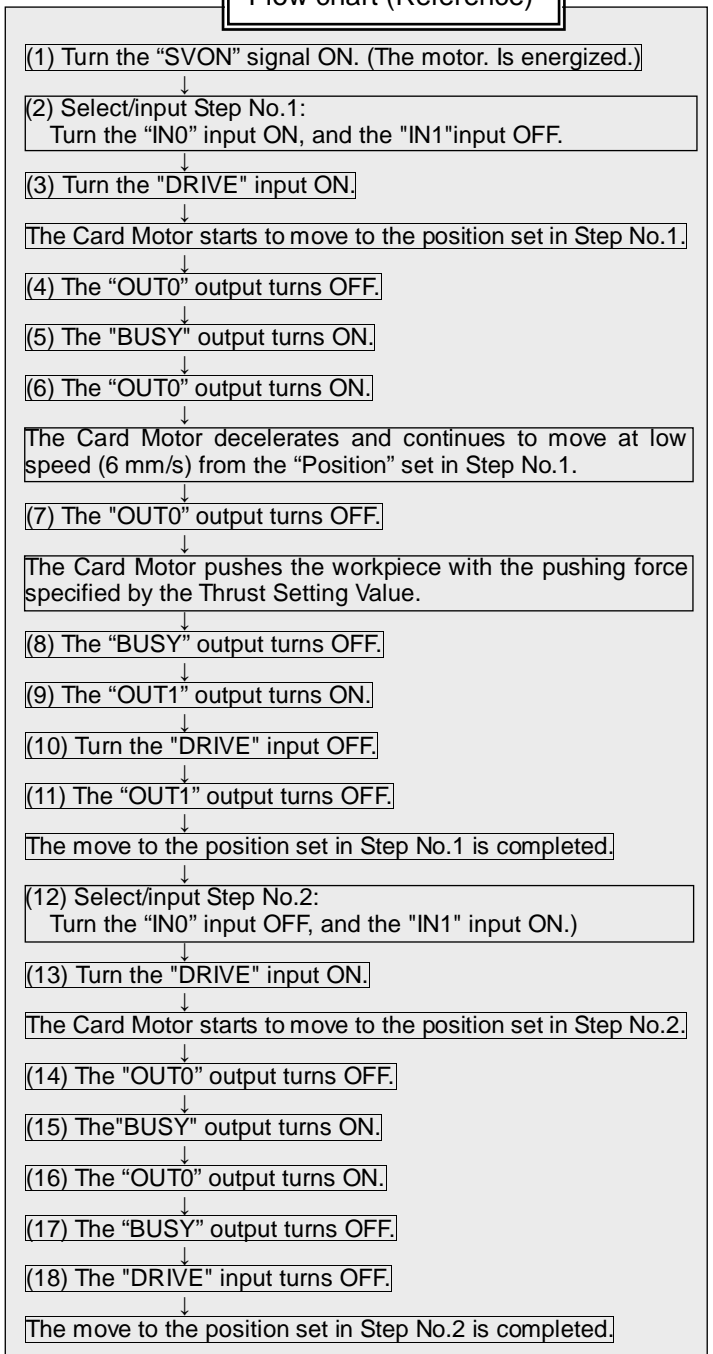 Flow chart (Reference)
(1) Turn the “SVON” signal ON. (The motor. Is energized.)
↓
(2) Select/input Step No.1:
Turn the “IN0” input ON, and the "IN1"input OFF.
↓
(3) Turn the "DRIVE" input ON.
↓
The Card Motor starts to move to the position set in Step No.1.
↓
(4) The “OUT0” output turns OFF.
↓
(5) The "BUSY" output turns ON.
↓
(6) The “OUT0” output turns ON.
↓
The Card Motor decelerates and continues to move at low
speed (6 mm/s) from the “Position” set in Step No.1.
↓
(7) The "OUT0” output turns OFF.
↓
The Card Motor pushes the workpiece with the pushing force
specified by the Thrust Setting Value.
↓
(8) The “BUSY” output turns OFF.
↓
(9) The “OUT1” output turns ON.
↓
(10) Turn the "DRIVE" input OFF.
↓
(11) The “OUT1” output turns OFF.
↓
The move to the position set in Step No.1 is completed.
↓
(12) Select/input Step No.2:
Turn the “IN0” input OFF, and the "IN1" input ON.)
↓
(13) Turn the "DRIVE" input ON.
↓
The Card Motor starts to move to the position set in Step No.2.
↓
(14) The "OUT0” output turns OFF.
↓
(15) The"BUSY" output turns ON.
↓
(16) The “OUT0” output turns ON.
↓
(17) The “BUSY” output turns OFF.
↓
(18) The "DRIVE" input turns OFF.
↓
The move to the position set in Step No.2 is completed.